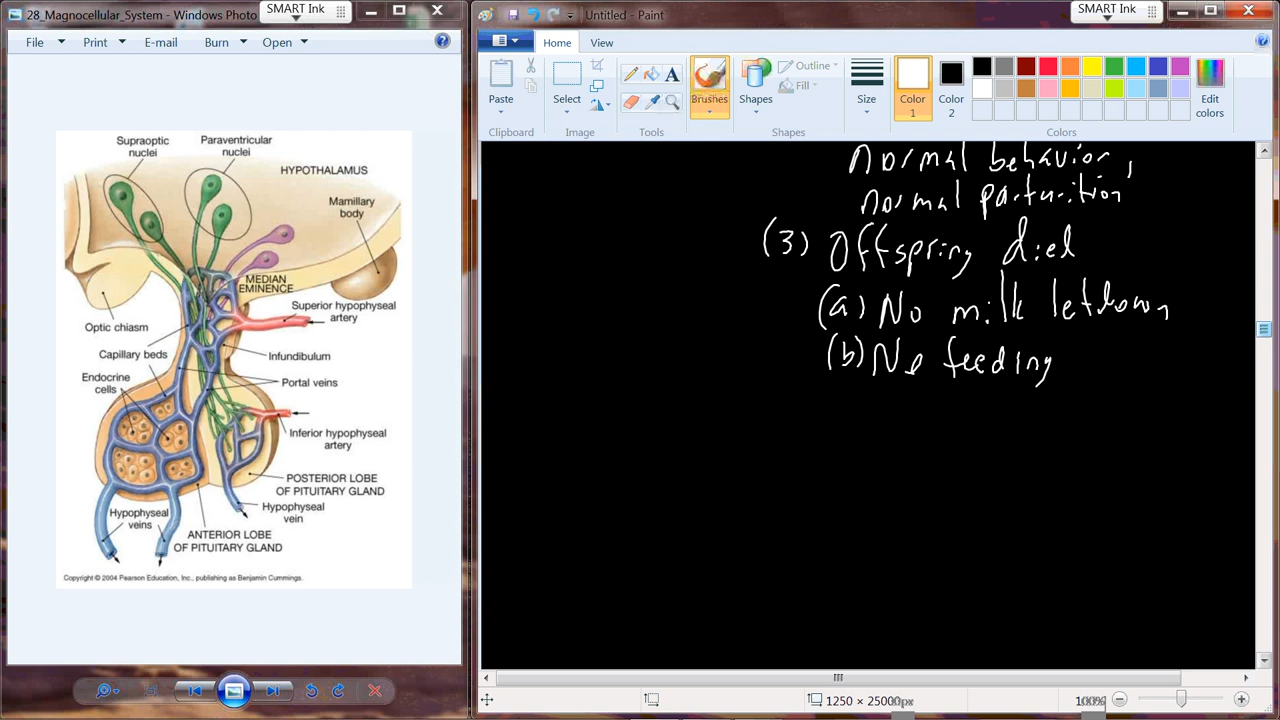 28_Magnocellular_System - Windows Photo
SMART Ink
File
Print
E-mail
Burn
Open
Supraoptic
nuclei
Paraventricular
nuclei
HYPOTHALAMUS
Mamillary
body
MEDIAN
EMINENCE
Superior hypophyseal
artery
Optic chiasm
Capillary beds
Infundibulum
Endocrine
cells
Portal veins
Inferior hypophyseal
artery
POSTERIOR LOBE
OF PITUITARY GLAND
Hypophyseal
veins
Hypophyseal
vein
ANTERIOR LOBE
OF PITUITARY GLAND
Copyright © 2004 Pearson Education, Inc., publishing as Benjamin Cummings.
Untitled - Paint
SMART Ink
Home
View
Paste
Select
A
Brushes
Shapes
Outline
Fill
Size
Color
1
Color
2
Edit
colors
Clipboard
Image
Tools
Shapes
Colors
normal behavior,
normal parturition
(3) Offspring died
(a) No milk letdown
(b) No feeding
1250 × 25000px
100%